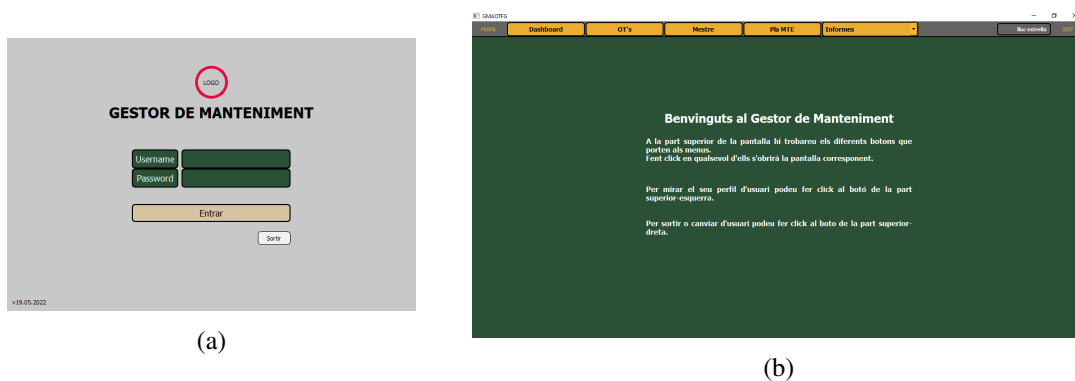 LOGO
GESTOR DE MANTENIMENT
Username
Password
Entrar
Sortir
v19.05.2022
(a)
GMAOTFG
PERFIL Dashboard OT's Mestre Pla MTE Informes lluc estrella EXIT
Benvinguts al Gestor de Manteniment
A la part superior de la pantalla hi trobareu els diferents botons que
porten als menus.
Fent click en qualsevol d'ells s'obrirà la pantalla corresponent.
Per mirar el seu perfil d'usuari podeu fer click al botó de la part
superior-esquerra.
Per sortir o canviar d'usuari podeu fer click al boto de la part superior-
dreta.
(b)